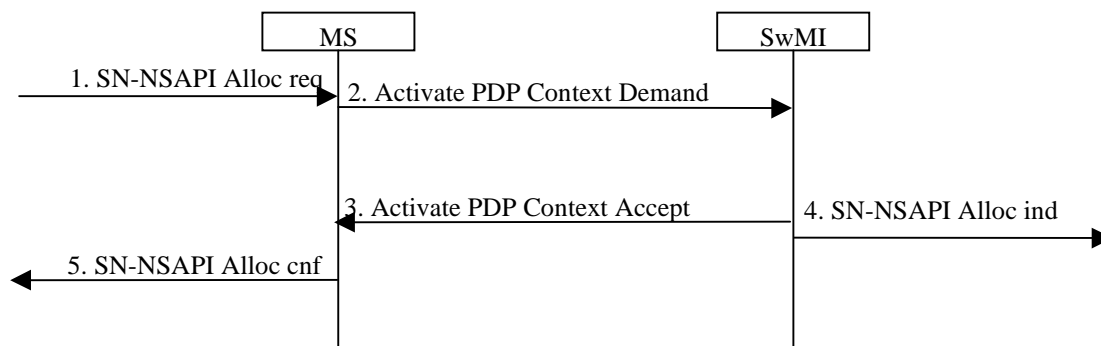 MS
SwMI
1. SN-NSAPI Alloc req
2. Activate PDP Context Demand
3. Activate PDP Context Accept
4. SN-NSAPI Alloc ind
5. SN-NSAPI Alloc cnf